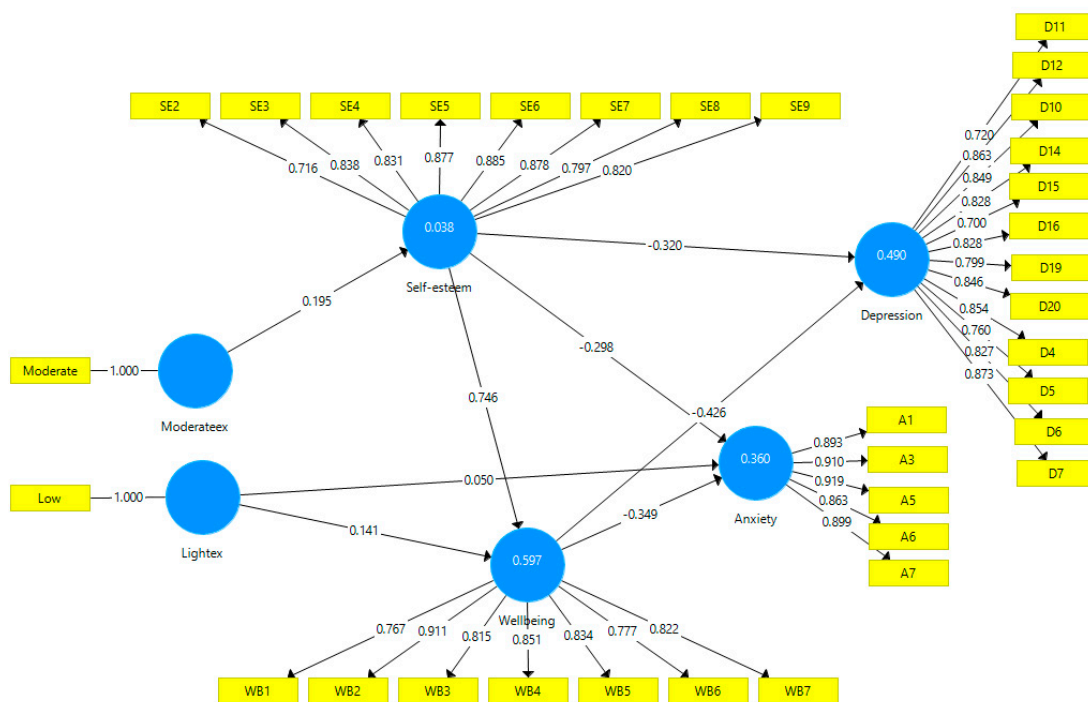 D11
D12
SE2 SE3 SE4 SE5 SE6 SE7 SE8 SE9
D10
0.720
0.863
D14
0.849
0.716 0.838 0.831 0.877 0.885 0.878 0.797 0.820
0.828
D15
0.700
0.828
D16
0.038
-0.320
0.490
0.799
D19
0.846
Self-esteem
D20
0.195
Depression
0.854
0.760
0.827
-0.298
D4
Moderate 1.000
0.873
D5
0.746
-0.426
A1
Moderateex
D6
0.893
0.360
0.910
A3
D7
0.050
0.919
Low 1.000
-0.349
0.863
A5
0.141
Anxiety
0.899
A6
Lightex
0.597
A7
Wellbeing
0.767 0.911 0.815 0.851 0.834 0.777 0.822
WB1 WB2 WB3 WB4 WB5 WB6 WB7